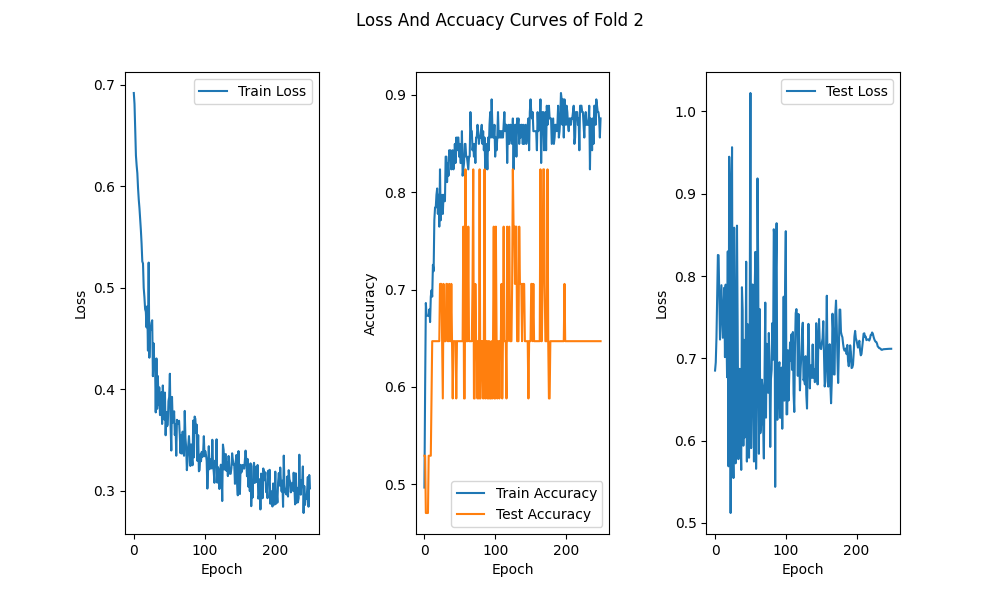 Loss And Accuacy Curves of Fold 2
0.7
0.6
0.5
0.4
0.3
Loss
0
100
200
Epoch
Train Loss
0.9
0.8
0.7
0.6
0.5
Accuracy
0
100
200
Epoch
Train Accuracy
Test Accuracy
1.0
0.9
0.8
0.7
0.6
0.5
Loss
0
100
200
Epoch
Test Loss